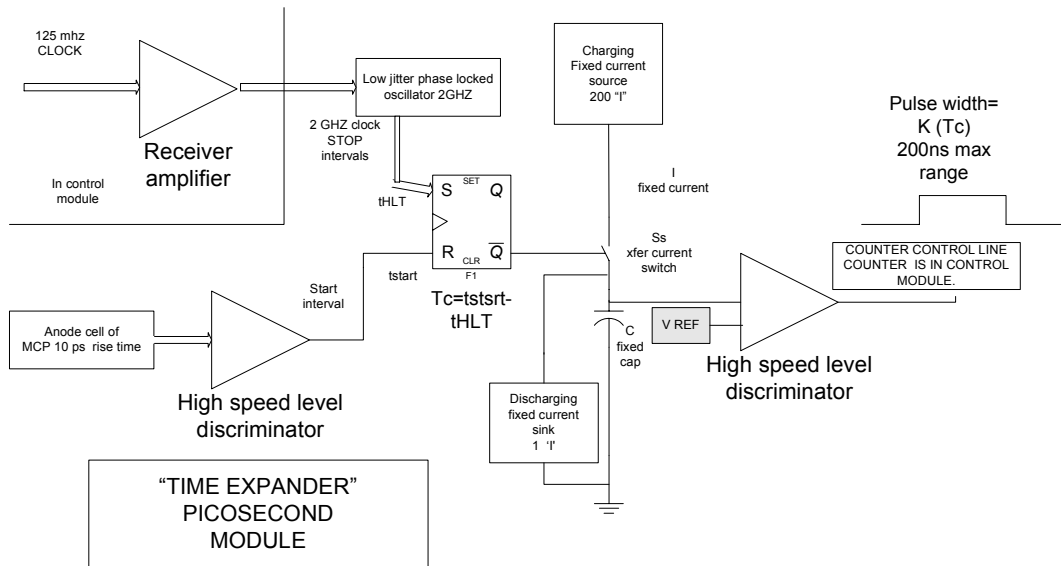 125 mhz
CLOCK
Receiver
amplifier
In control
module
Low jitter phase locked
oscillator 2GHZ
2 GHZ clock
STOP
intervals
tHLT
S
SET
Q
R
CLR
Q
F1
tstart
Tc=tstsrt-
tHLT
Start
interval
Anode cell of
MCP 10 ps rise time
High speed level
discriminator
"TIME EXPANDER"
PICOSECOND
MODULE
Charging
Fixed current
source
200 "I"
I
fixed current
Ss
xfer current
switch
C
fixed
cap
V REF
Discharging
fixed current
sink
1 'I'
High speed level
discriminator
Pulse width=
K (Tc)
200ns max
range
COUNTER CONTROL LINE
COUNTER IS IN CONTROL
MODULE.